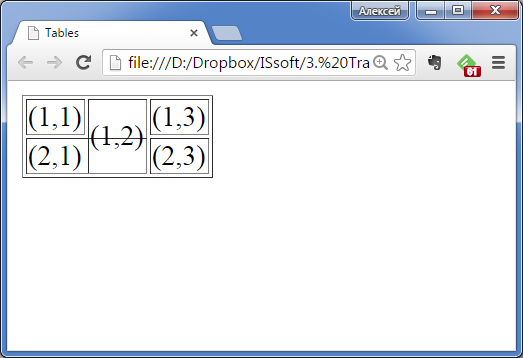 Алексей
Tables
file:///D:/Dropbox/ISsoft/3.%20Tra
61
(1,1) (1,2) (1,3)
(2,1) (2,3)